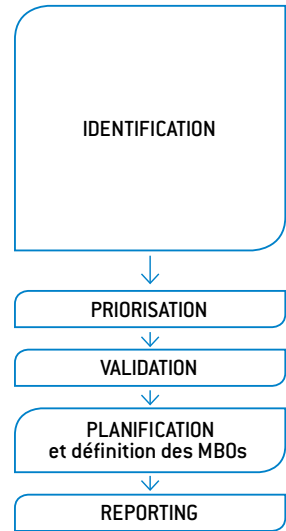 IDENTIFICATION
PRIORISATION
VALIDATION
PLANIFICATION
et définition des MBOs
REPORTING